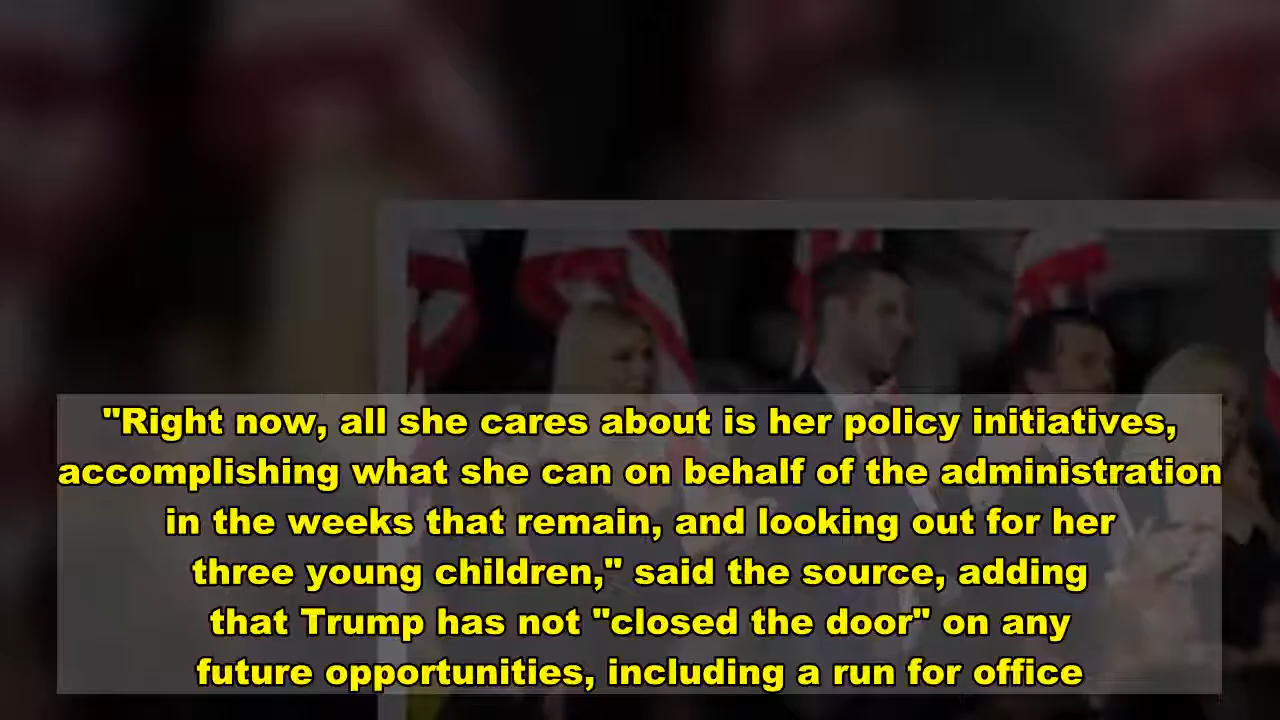 "Right now, all she cares about is her policy initiatives,
accomplishing what she can on behalf of the administration
in the weeks that remain, and looking out for her
three young children," said the source, adding
that Trump has not "closed the door" on any
future opportunities, including a run for office